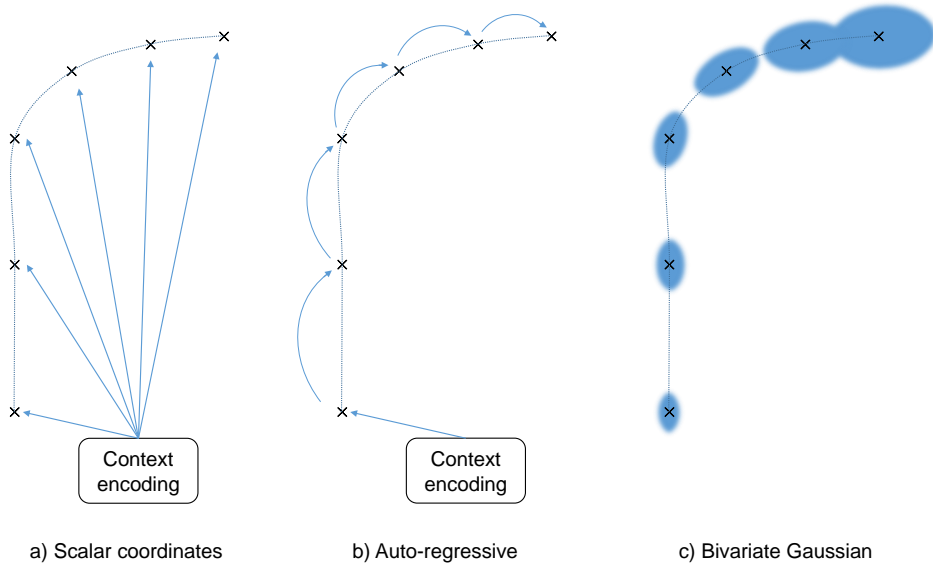 Context
encoding
Context
encoding
a) Scalar coordinates
b) Auto-regressive
c) Bivariate Gaussian